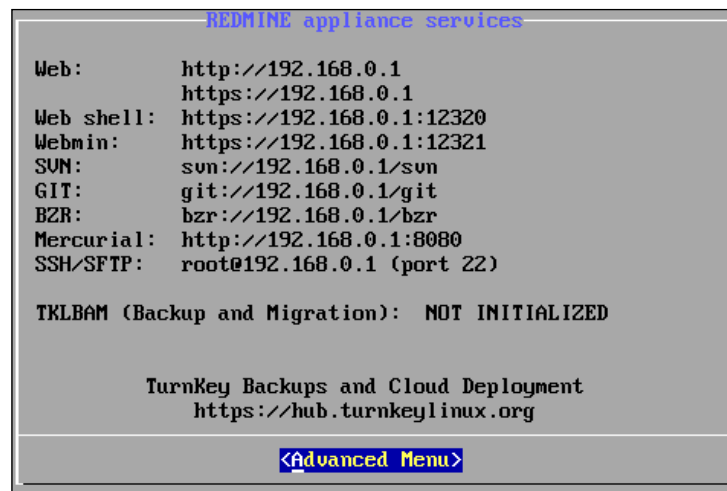 REDMINE appliance services
Web: http://192.168.0.1
https://192.168.0.1
Web shell: https://192.168.0.1:12320
Webmin: https://192.168.0.1:12321
SVN: svn://192.168.0.1/svn
GIT: git://192.168.0.1/git
BZR: bzr://192.168.0.1/bzr
Mercurial: http://192.168.0.1:8080
SSH/SFTP: root@192.168.0.1 (port 22)
TKLBAM (Backup and Migration): NOT INITIALIZED
TurnKey Backups and Cloud Deployment
https://hub.turnkeylinux.org
<Advanced Menu>